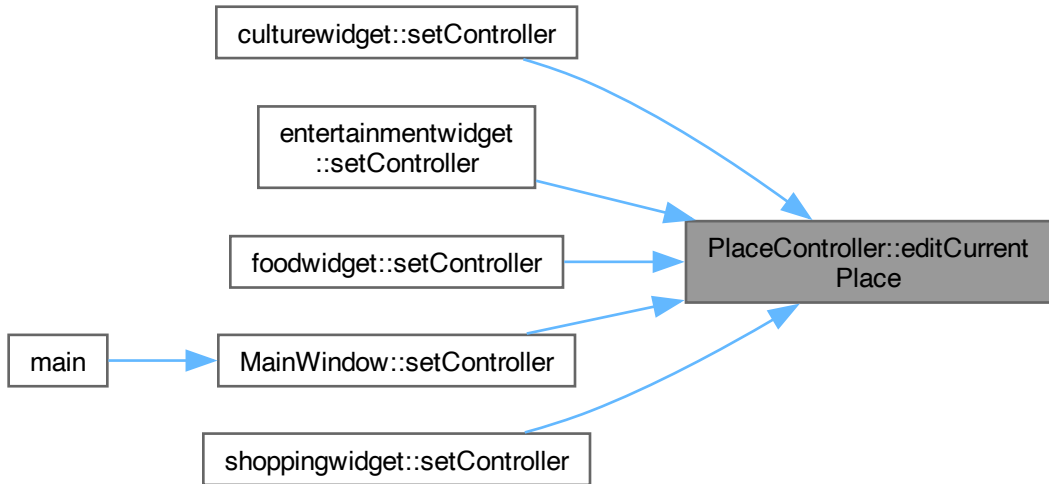 culturewidget::setController
entertainmentwidget
::setController
PlaceController::editCurrent
Place
foodwidget::setController
main
MainWindow::setController
shoppingwidget::setController